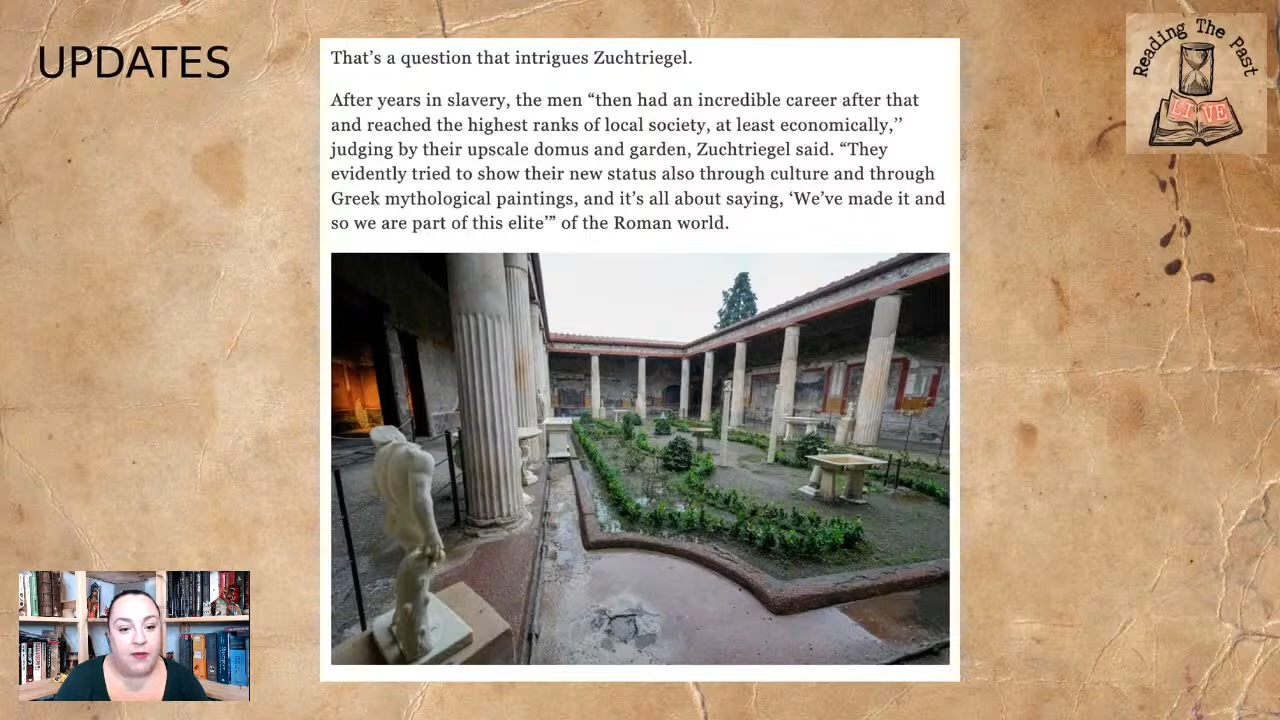 UPDATES
Reading The Past
LIVE
That’s a question that intrigues Zuchtriegel.
After years in slavery, the men “then had an incredible career after that
and reached the highest ranks of local society, at least economically,’’
judging by their upscale domus and garden, Zuchtriegel said. “They
evidently tried to show their new status also through culture and through
Greek mythological paintings, and it’s all about saying, ‘We’ve made it and
so we are part of this elite’” of the Roman world.